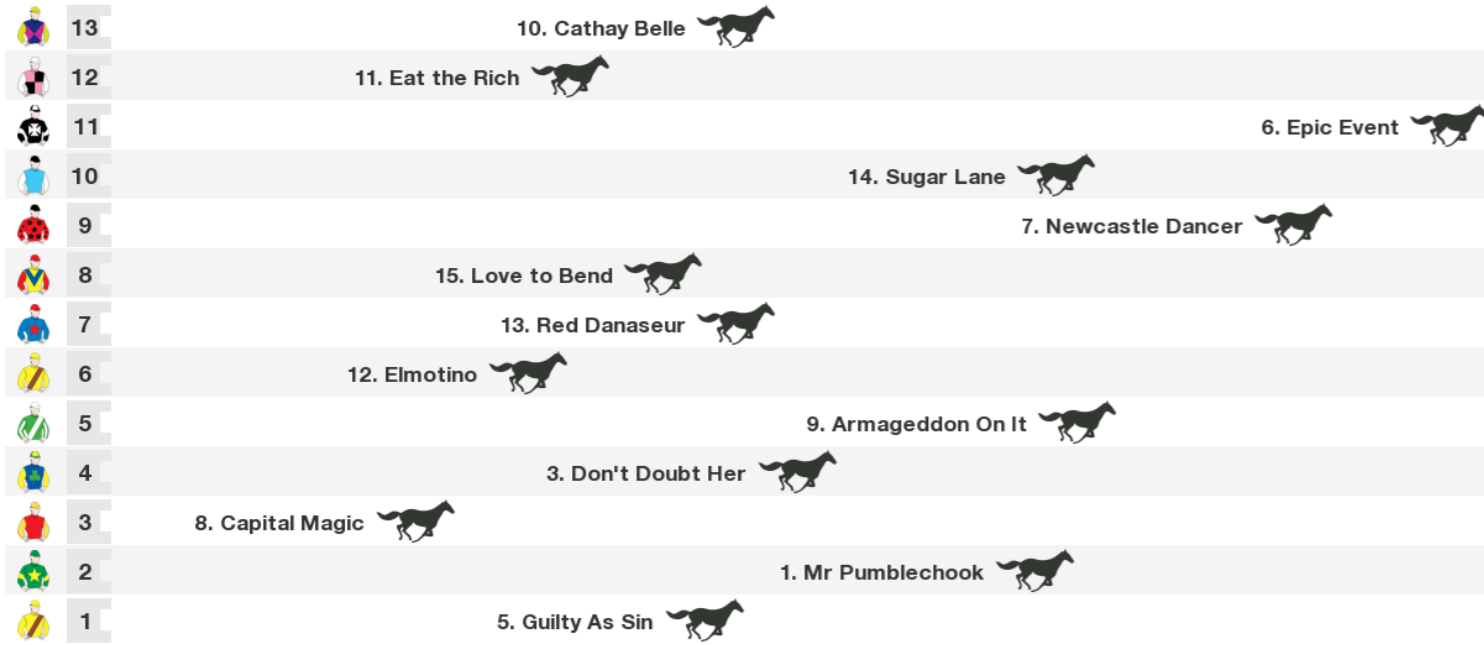 13 10. Cathay Belle
12 11. Eat the Rich
11 6. Epic Event
10 14. Sugar Lane
9 7. Newcastle Dancer
8 15. Love to Bend
7 13. Red Danaseur
6 12. Elmotino
5 9. Armageddon On It
4 3. Don't Doubt Her
3 8. Capital Magic
2 1. Mr Pumblechook
1 5. Guilty As Sin